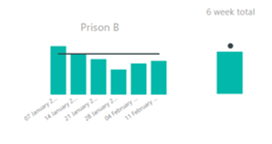 6 week total
Prison B
07 January 2...
14 January 2...
21 January 2...
28 January 2...
04 February ...
11 February ...